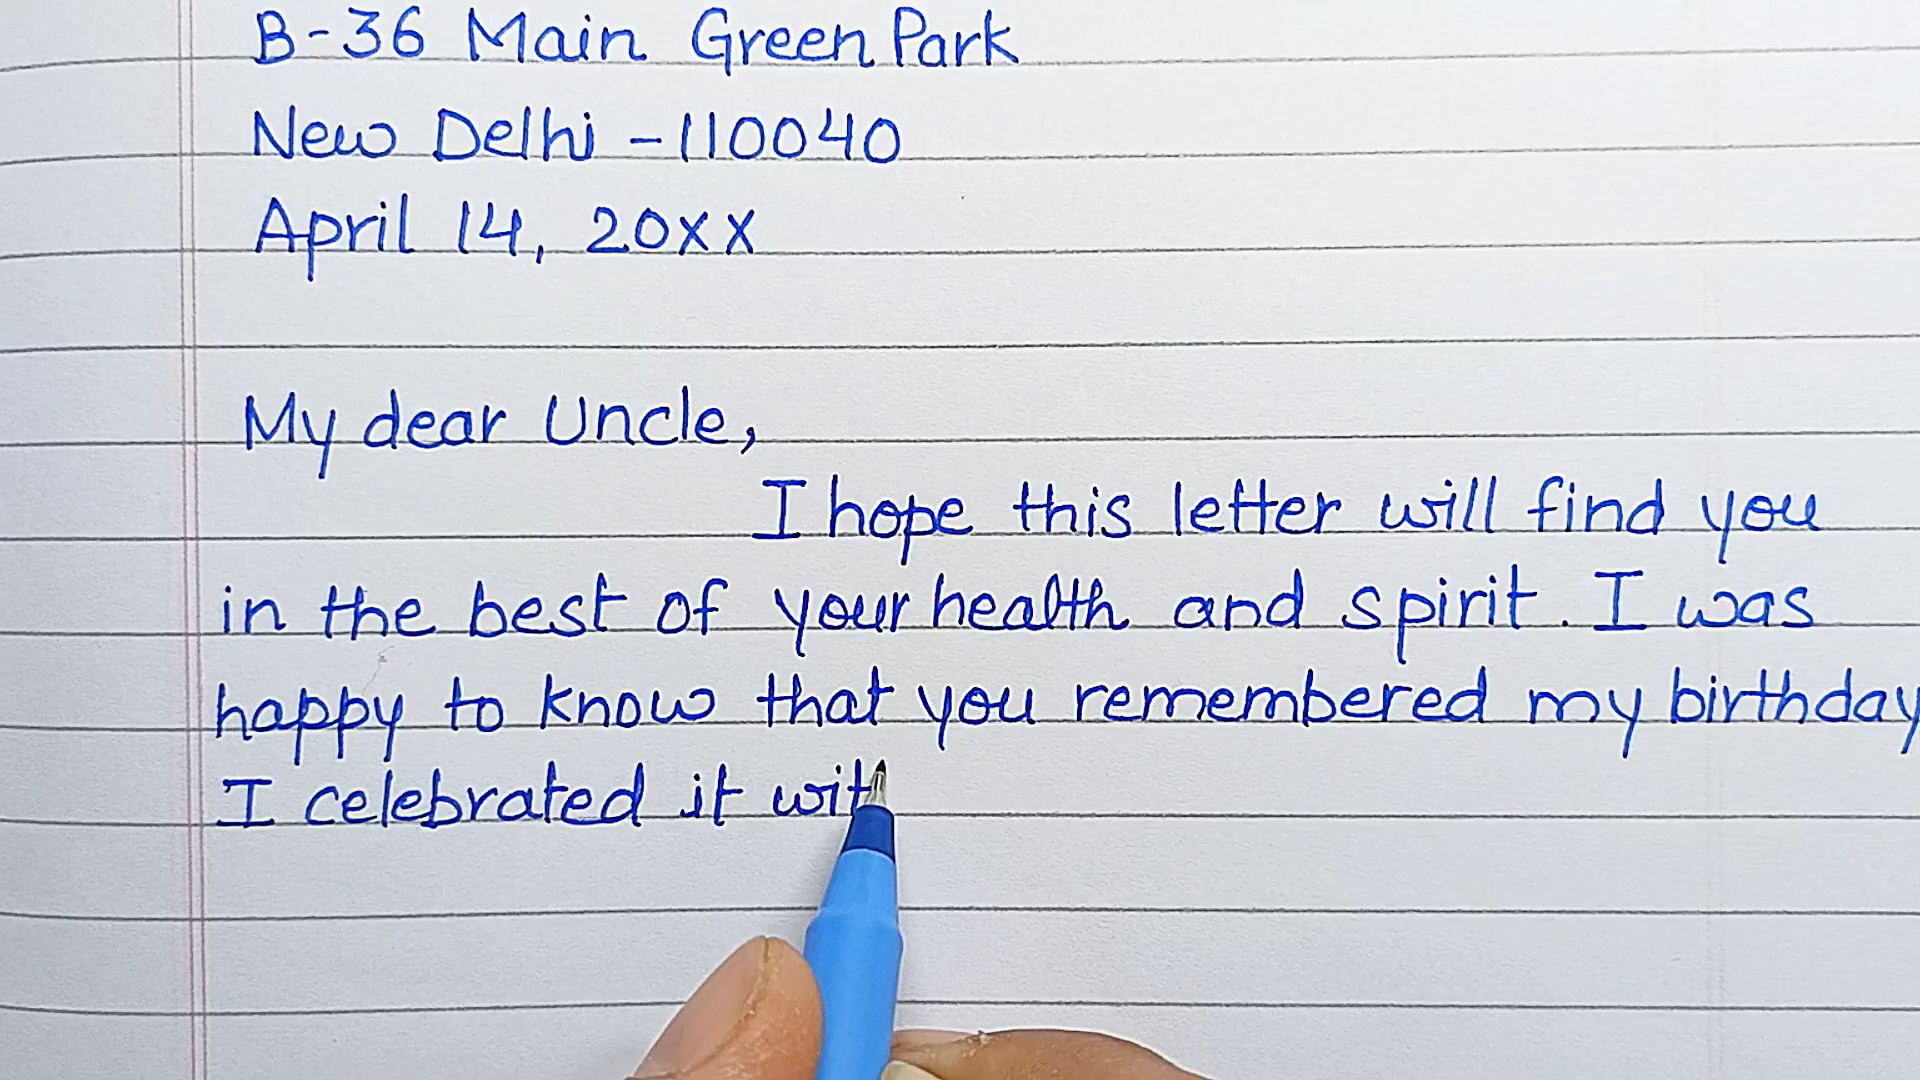 B-36 Main Green Park
New Delhi - 110040
April 14, 20xx
My dear Uncle,
I hope this letter will find you
in the best of your health and spirit. I was
happy to know that you remembered my birthday
I celebrated it wit